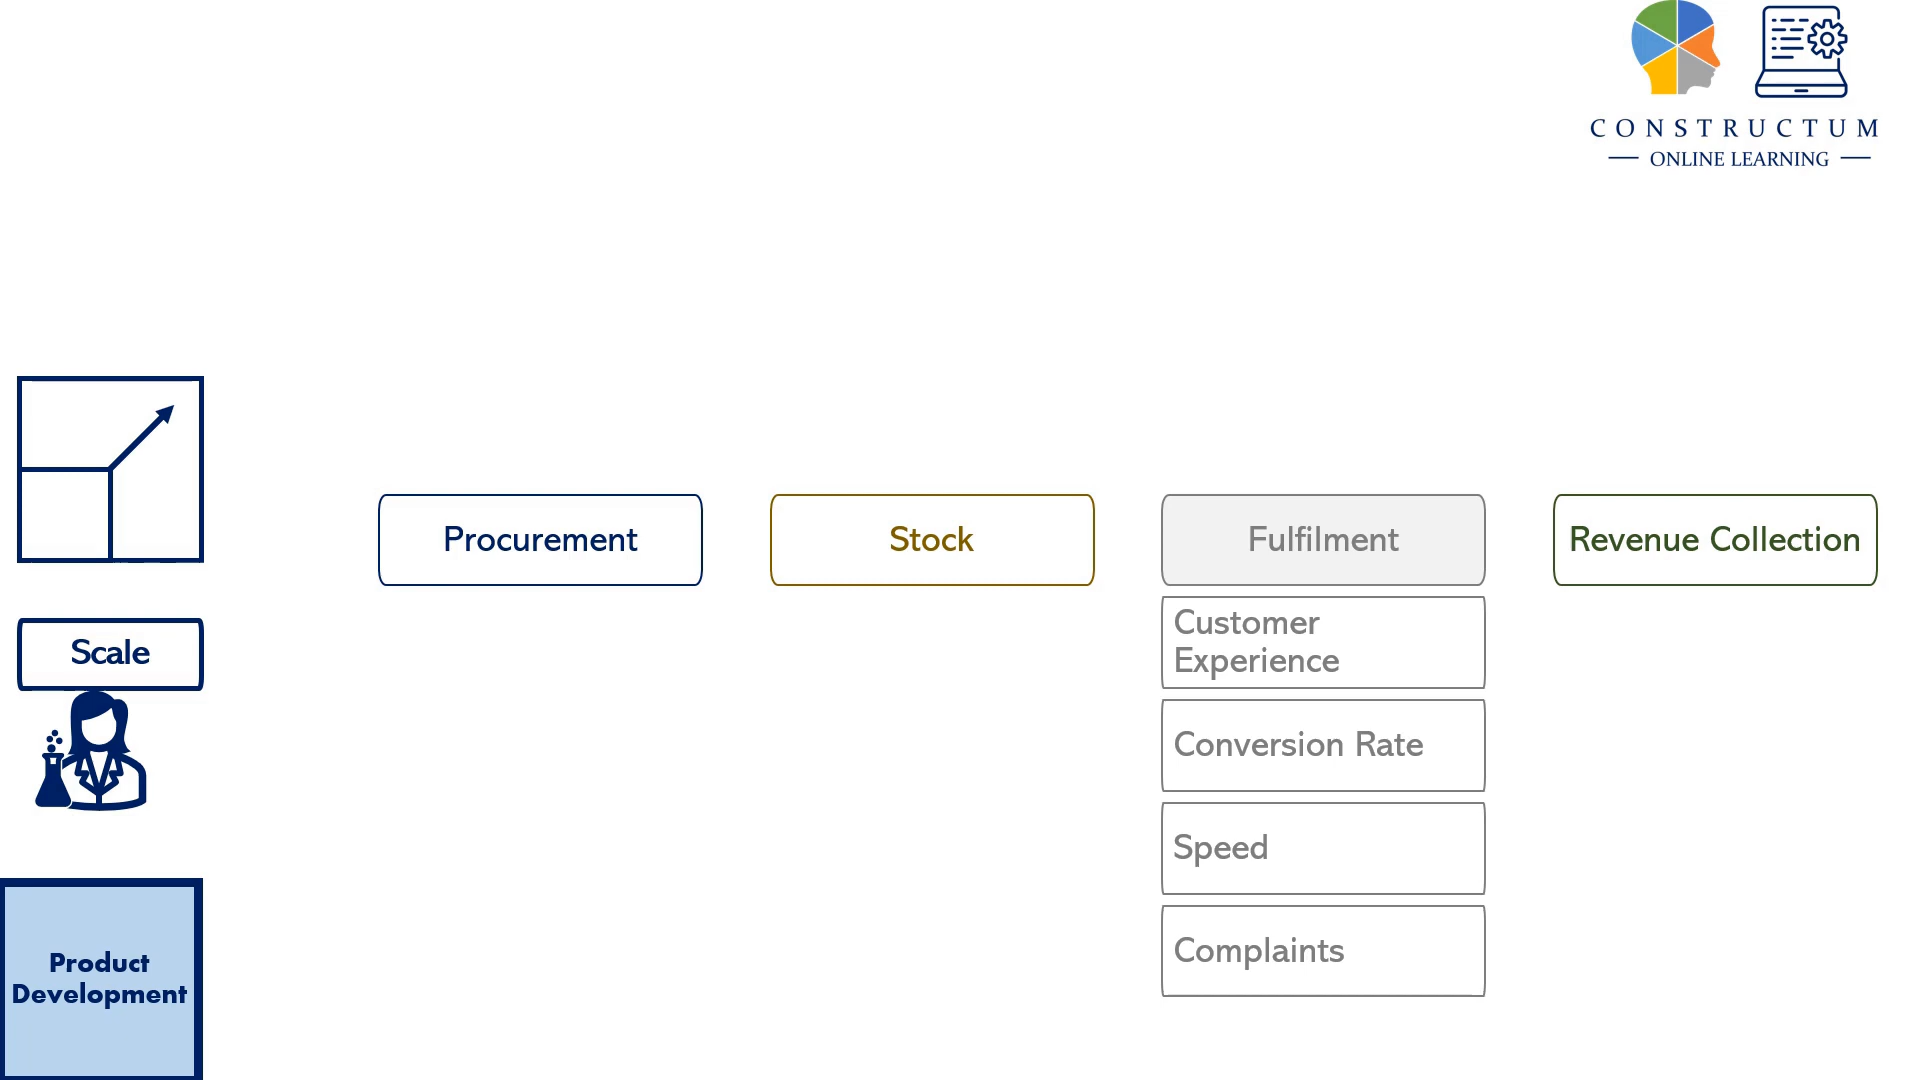 CONSTRUCTUM
ONLINE LEARNING
Procurement
Stock
Fulfilment
Revenue Collection
Customer
Experience
Conversion Rate
Speed
Complaints
Scale
Product
Development